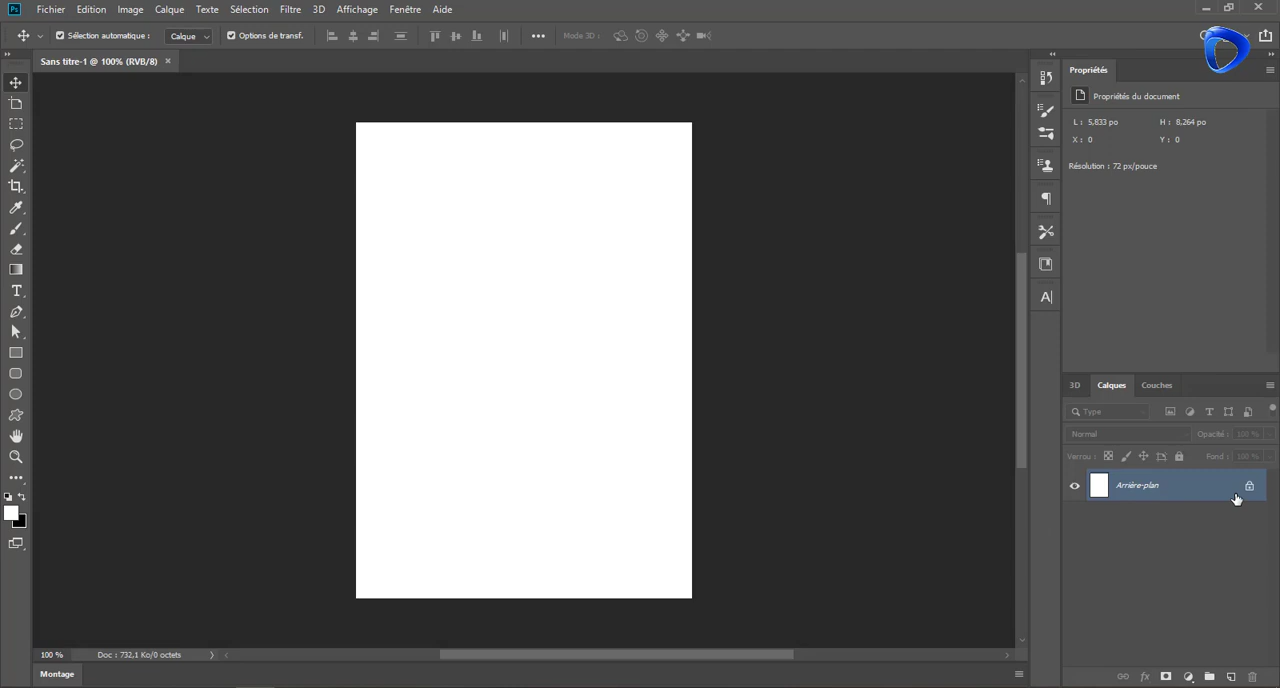 Ps Fichier Edition Image Calque Texte Sélection Filtre 3D Affichage Fenêtre Aide
Sélection automatique : Calque Options de transf. Mode 3D :
Sans titre-1 @ 100% (RVB/8) ×
Propriétés
Propriétés du document
L : 5,833 po H : 8,264 po
X : 0 Y : 0
Résolution : 72 px/pouce
3D Calques Couches
Type
Normal Opacité : 100 %
Verrou : Fond : 100 %
Arrière-plan
100 % Doc : 732,1 Ko/0 octets
Montage